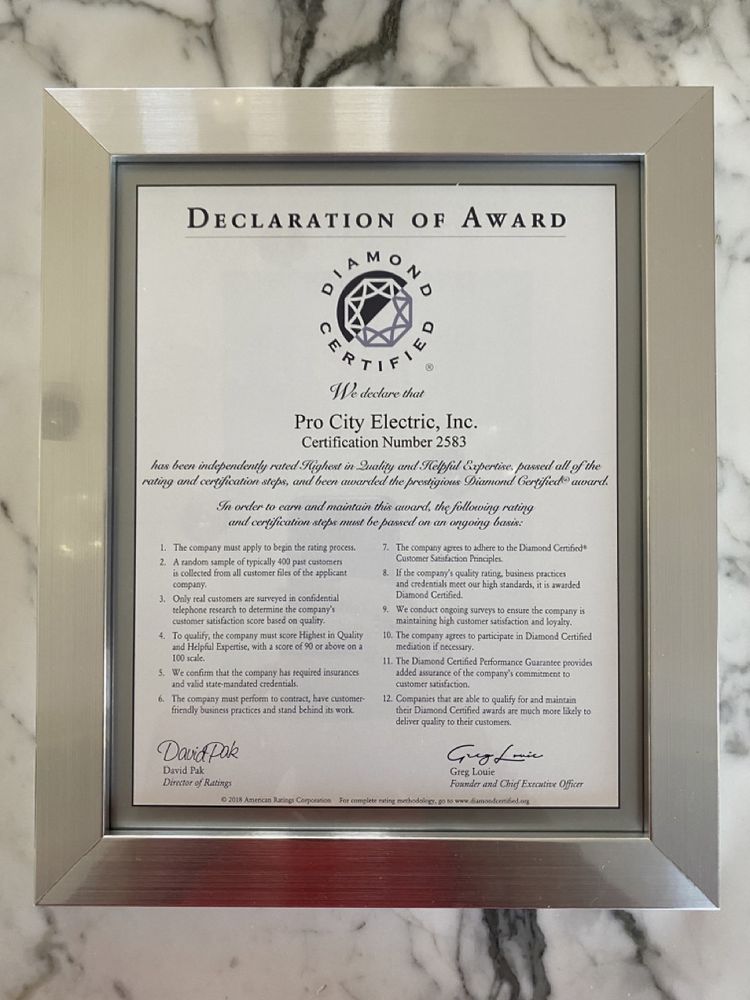 DECLARATION OF AWARD
DIAMOND
CERTIFIED
®
We declare that
Pro City Electric, Inc.
Certification Number 2583
has been independently rated Highest in Quality and Helpful Expertise, passed all of the
rating and certification steps, and been awarded the prestigious Diamond Certified® award.
In order to earn and maintain this award, the following rating
and certification steps must be passed on an ongoing basis:
1. The company must apply to begin the rating process.
2. A random sample of typically 400 past customers
is collected from all customer files of the applicant
company.
3. Only real customers are surveyed in confidential
telephone research to determine the company's
customer satisfaction score based on quality.
4. To qualify, the company must score Highest in Quality
and Helpful Expertise, with a score of 90 or above on a
100 scale.
5. We confirm that the company has required insurances
and valid state-mandated credentials.
6. The company must perform to contract, have customer-
friendly business practices and stand behind its work.
7. The company agrees to adhere to the Diamond Certified®
Customer Satisfaction Principles.
8. If the company's quality rating, business practices
and credentials meet our high standards, it is awarded
Diamond Certified.
9. We conduct ongoing surveys to ensure the company is
maintaining high customer satisfaction and loyalty.
10. The company agrees to participate in Diamond Certified
mediation if necessary.
11. The Diamond Certified Performance Guarantee provides
added assurance of the company's commitment to
customer satisfaction.
12. Companies that are able to qualify for and maintain
their Diamond Certified awards are much more likely to
deliver quality to their customers.
David Pak
David Pak
Director of Ratings
Greg Louie
Greg Louie
Founder and Chief Executive Officer
© 2018 American Ratings Corporation For complete rating methodology, go to www.diamondcertified.org